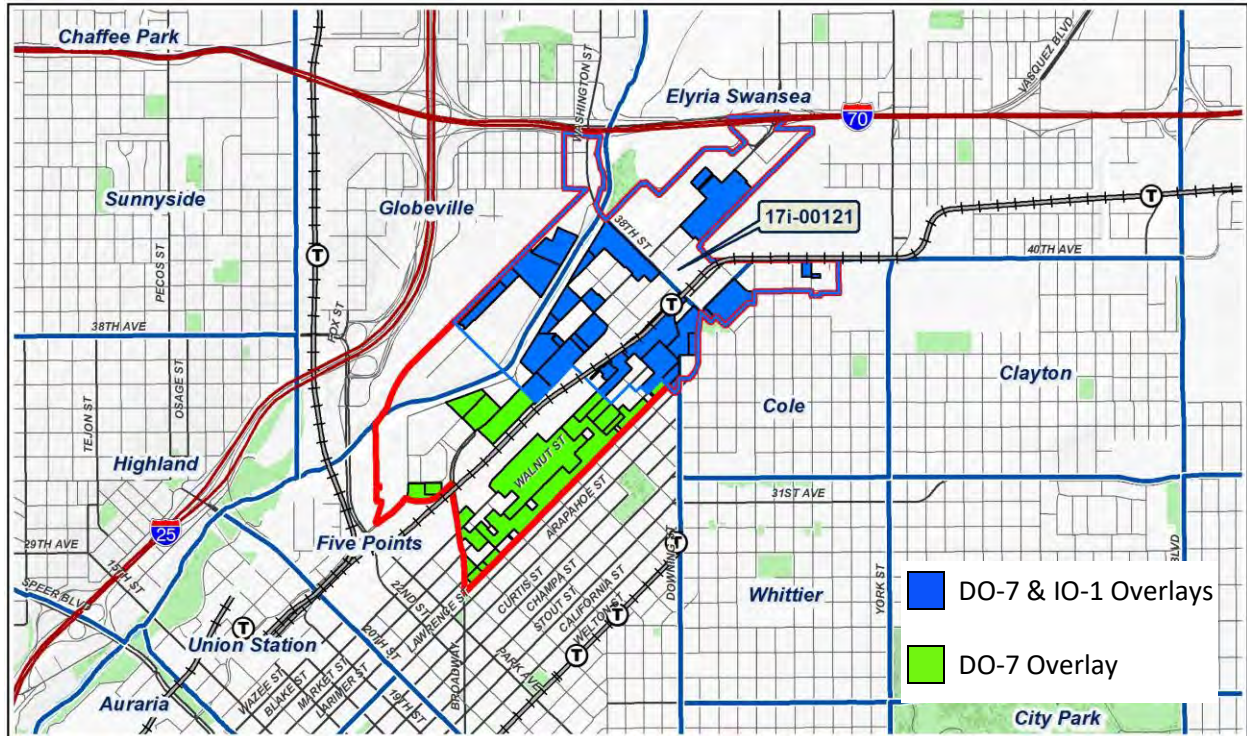 Chaffee Park
WASHINGTON ST
VASQUEZ BLVD
Elyria Swansea
70
Sunnyside
Globeville
17i-00121
38TH ST
40TH AVE
PECOS ST
38TH AVE
FOX ST
T
T
T
TEJON ST
OSAGE ST
Cole
Clayton
Highland
WALNUT ST
31ST AVE
25
29TH AVE
Five Points
ARAPAHOE ST
15TH ST
SPEER BLVD
22ND ST
LAWRENCE ST
CURTIS ST
CHAMPA ST
STOUT ST
CALIFORNIA ST
WELTON ST
DOWNING ST
T
T
T
Whittier
YORK ST
BLVD
DO-7 & IO-1 Overlays
Union Station
T
20TH ST
PARK AVE
BROADWAY
DO-7 Overlay
WAZEE ST
BLAKE ST
MARKET ST
LARIMER ST
19TH ST
Auraria
City Park